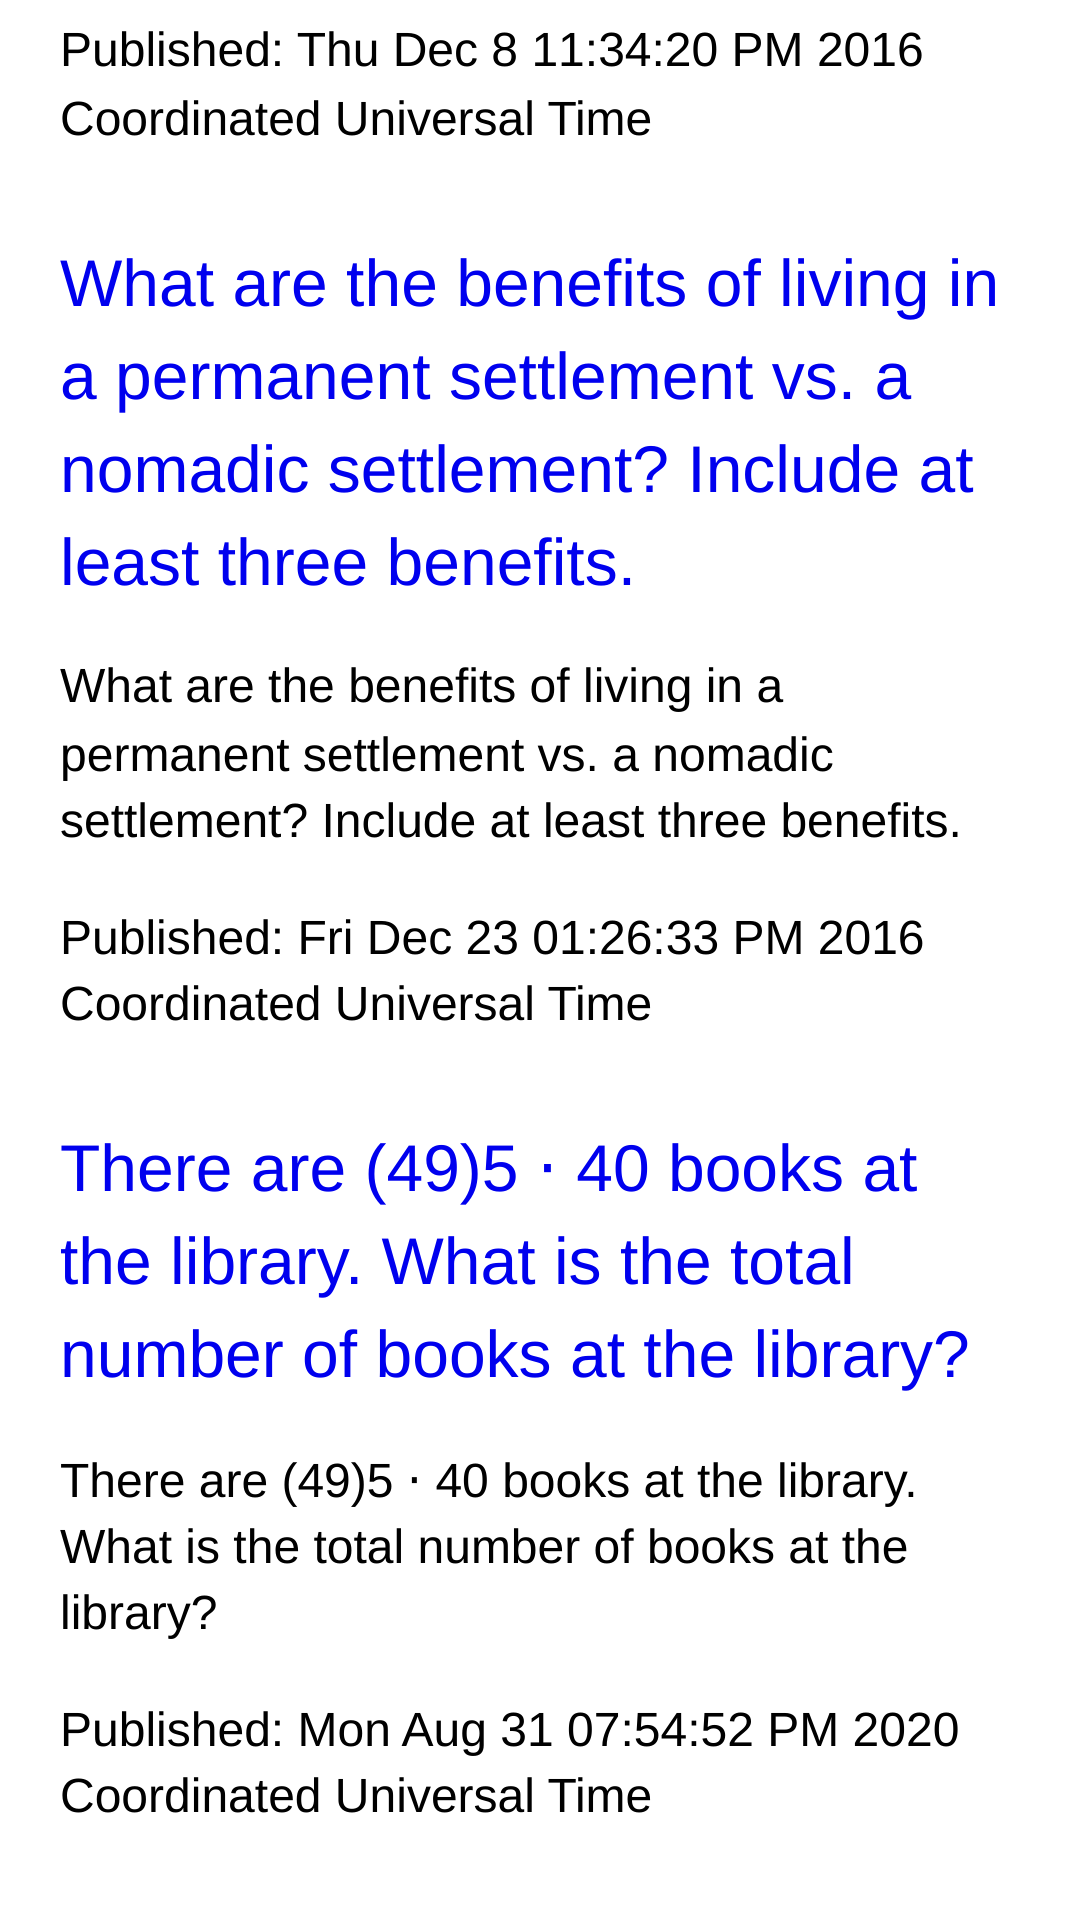 Published: Thu Dec 8 11:34:20 PM 2016
Coordinated Universal Time
What are the benefits of living in
a permanent settlement vs. a
nomadic settlement? Include at
least three benefits.
What are the benefits of living in a
permanent settlement vs. a nomadic
settlement? Include at least three benefits.
Published: Fri Dec 23 01:26:33 PM 2016
Coordinated Universal Time
There are (49)5 · 40 books at
the library. What is the total
number of books at the library?
There are (49)5 · 40 books at the library.
What is the total number of books at the
library?
Published: Mon Aug 31 07:54:52 PM 2020
Coordinated Universal Time